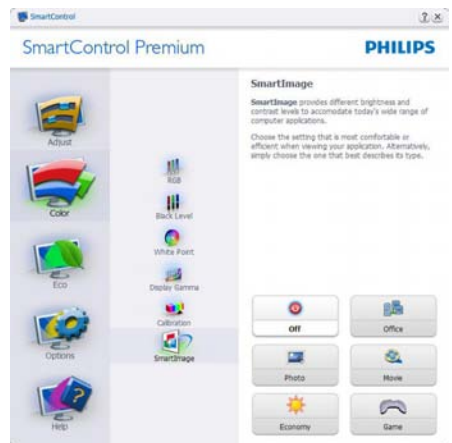 SmartControl
SmartControl Premium
PHILIPS
Adjust
Color
Eco
Options
Help
RGB
Black Level
White Point
Display Gamma
Calibration
SmartImage
SmartImage
SmartImage provides different brightness and
contrast levels to accomodate today's wide range of
computer applications.
Choose the setting that is most comfortable or
efficient when viewing your application. Alternatively,
simply choose the one that best describes its type.
Off
Office
Photo
Movie
Economy
Game